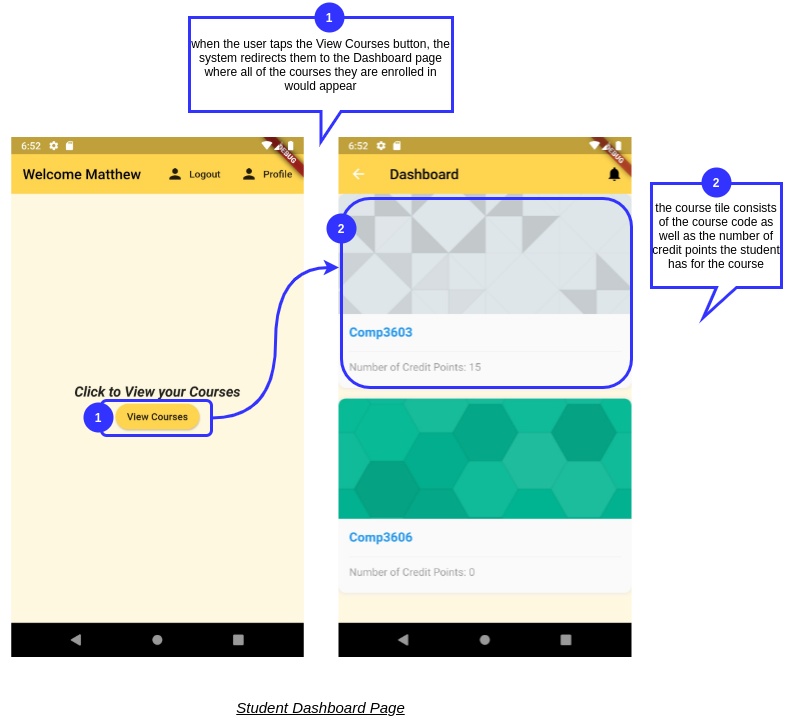 1
when the user taps the View Courses button, the
system redirects them to the Dashboard page
where all of the courses they are enrolled in
would appear
6:52
DEBUG
Welcome Matthew
Logout
Profile
Click to View your Courses
1
View Courses
6:52
DEBUG
Dashboard
2
Comp3603
Number of Credit Points: 15
Comp3606
Number of Credit Points: 0
2
the course tile consists
of the course code as
well as the number of
credit points the student
has for the course
Student Dashboard Page